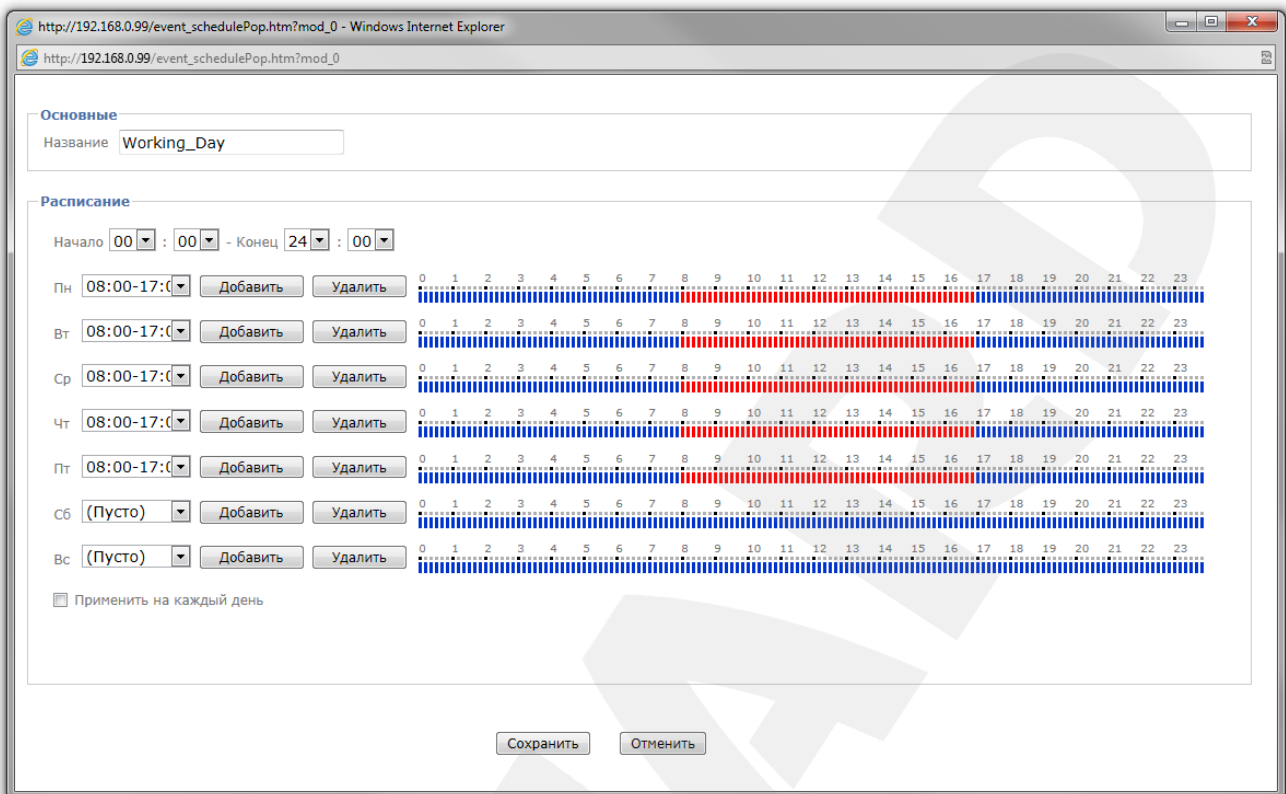 http://192.168.0.99/event_schedulePop.htm?mod_0 - Windows Internet Explorer
http://192.168.0.99/event_schedulePop.htm?mod_0
Основные
Название Working_Day
Расписание
Начало 00 : 00 - Конец 24 : 00
0 1 2 3 4 5 6 7 8 9 10 11 12 13 14 15 16 17 18 19 20 21 22 23
Пн 08:00-17:0 Добавить Удалить
0 1 2 3 4 5 6 7 8 9 10 11 12 13 14 15 16 17 18 19 20 21 22 23
Вт 08:00-17:0 Добавить Удалить
0 1 2 3 4 5 6 7 8 9 10 11 12 13 14 15 16 17 18 19 20 21 22 23
Ср 08:00-17:0 Добавить Удалить
0 1 2 3 4 5 6 7 8 9 10 11 12 13 14 15 16 17 18 19 20 21 22 23
Чт 08:00-17:0 Добавить Удалить
0 1 2 3 4 5 6 7 8 9 10 11 12 13 14 15 16 17 18 19 20 21 22 23
Пт 08:00-17:0 Добавить Удалить
0 1 2 3 4 5 6 7 8 9 10 11 12 13 14 15 16 17 18 19 20 21 22 23
Сб (Пусто) Добавить Удалить
0 1 2 3 4 5 6 7 8 9 10 11 12 13 14 15 16 17 18 19 20 21 22 23
Вс (Пусто) Добавить Удалить
Применить на каждый день
Сохранить Отменить